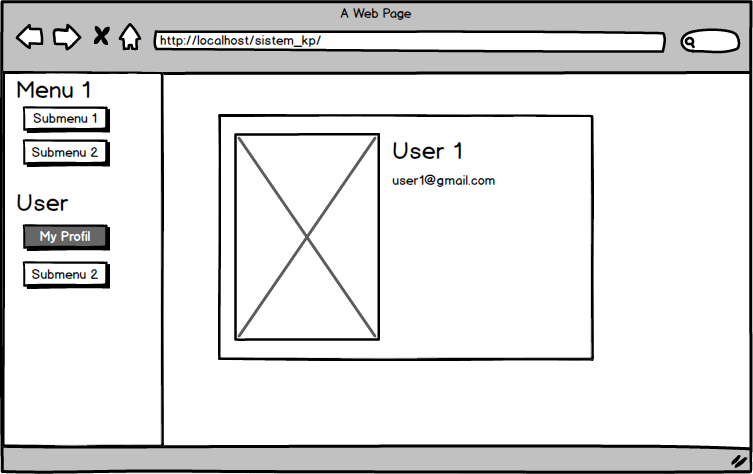 A Web Page
http://localhost/sistem_kp/
Menu 1
Submenu 1
Submenu 2
User
My Profil
Submenu 2
User 1
user1@gmail.com